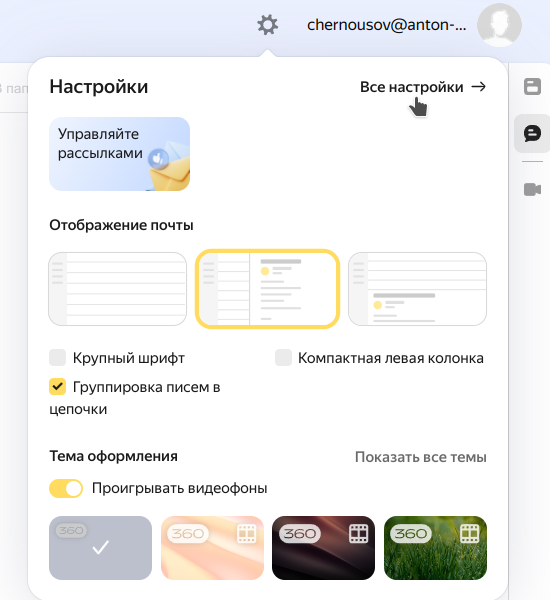 chernousov@anton-...
Настройки
Все настройки →
Управляйте
рассылками
Отображение почты
Крупный шрифт
Компактная левая колонка
Группировка писем в
цепочки
Тема оформления
Показать все темы
Проигрывать видеофоны
360
360
360
360